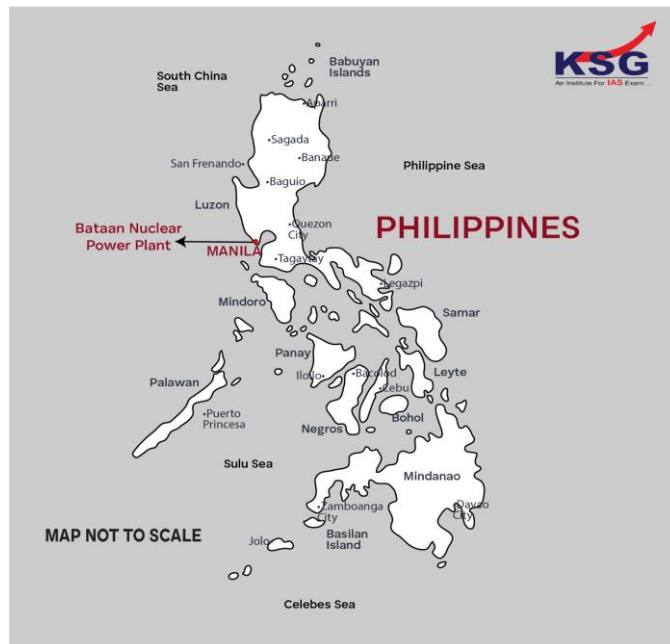 KSG
An Institute For IAS Exam...
South China
Sea
Babuyan
Islands
Aparri
Sagada
Banaue
San Frenando
Baguio
Philippine Sea
Luzon
Quezon
City
PHILIPPINES
Bataan Nuclear
Power Plant
MANILA
Tagaytay
Legazpi
Mindoro
Samar
Panay
Iloilo
Bacolod
Leyte
Palawan
Cebu
Puerto
Princesa
Negros
Bohol
Sulu Sea
Mindanao
Zamboanga
City
Davao
City
MAP NOT TO SCALE
Basilan
Island
Jolo
Celebes Sea